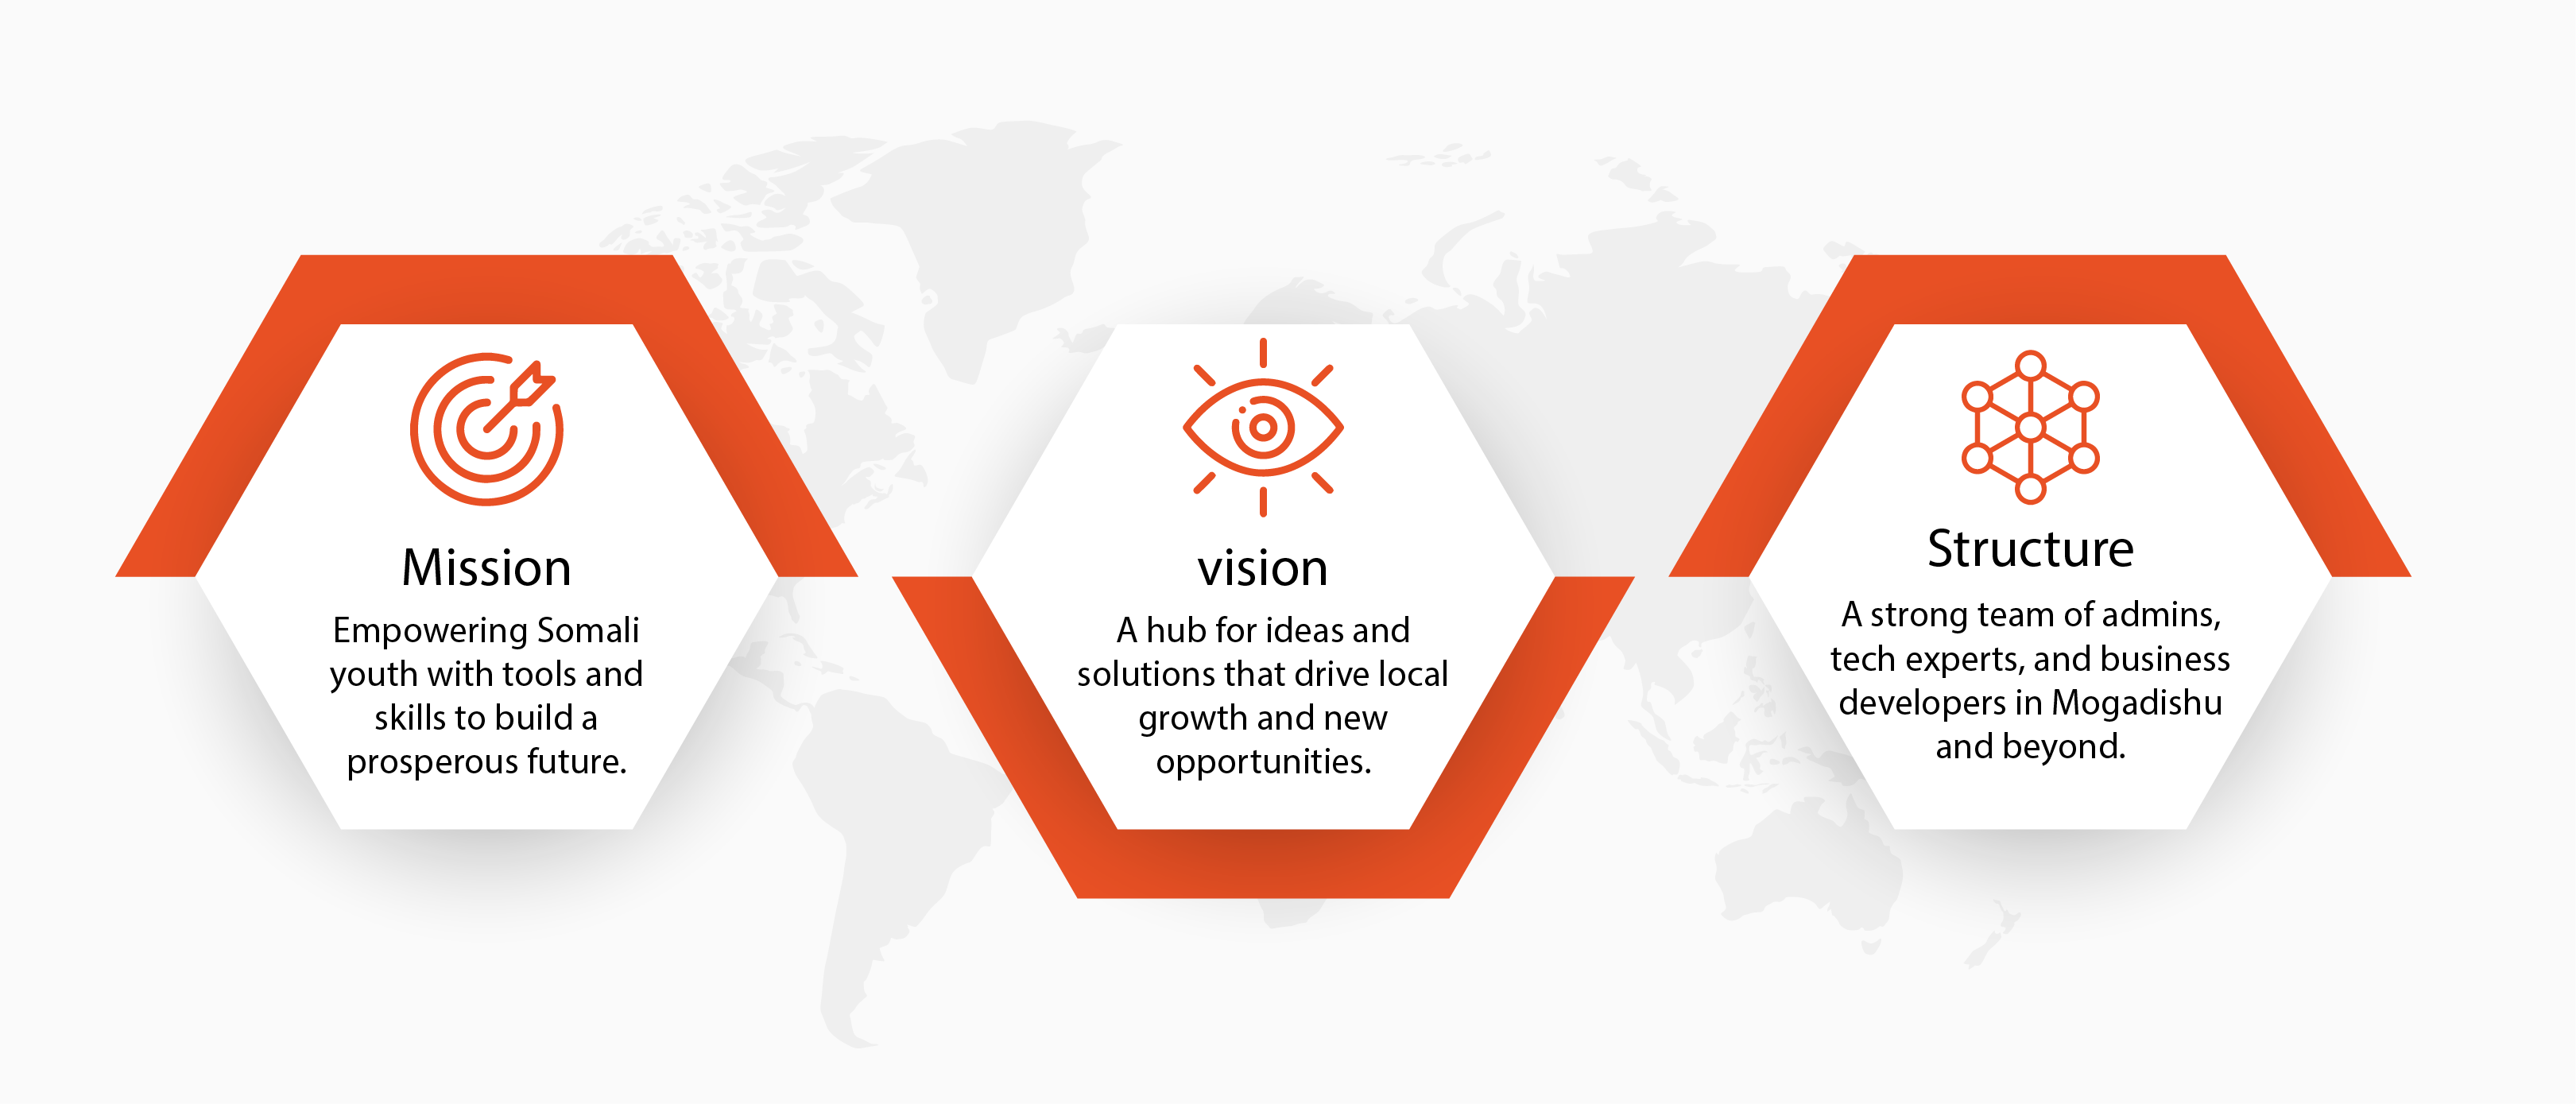 Mission
Empowering Somali
youth with tools and
skills to build a
prosperous future.
vision
A hub for ideas and
solutions that drive local
growth and new
opportunities.
Structure
A strong team of admins,
tech experts, and business
developers in Mogadishu
and beyond.